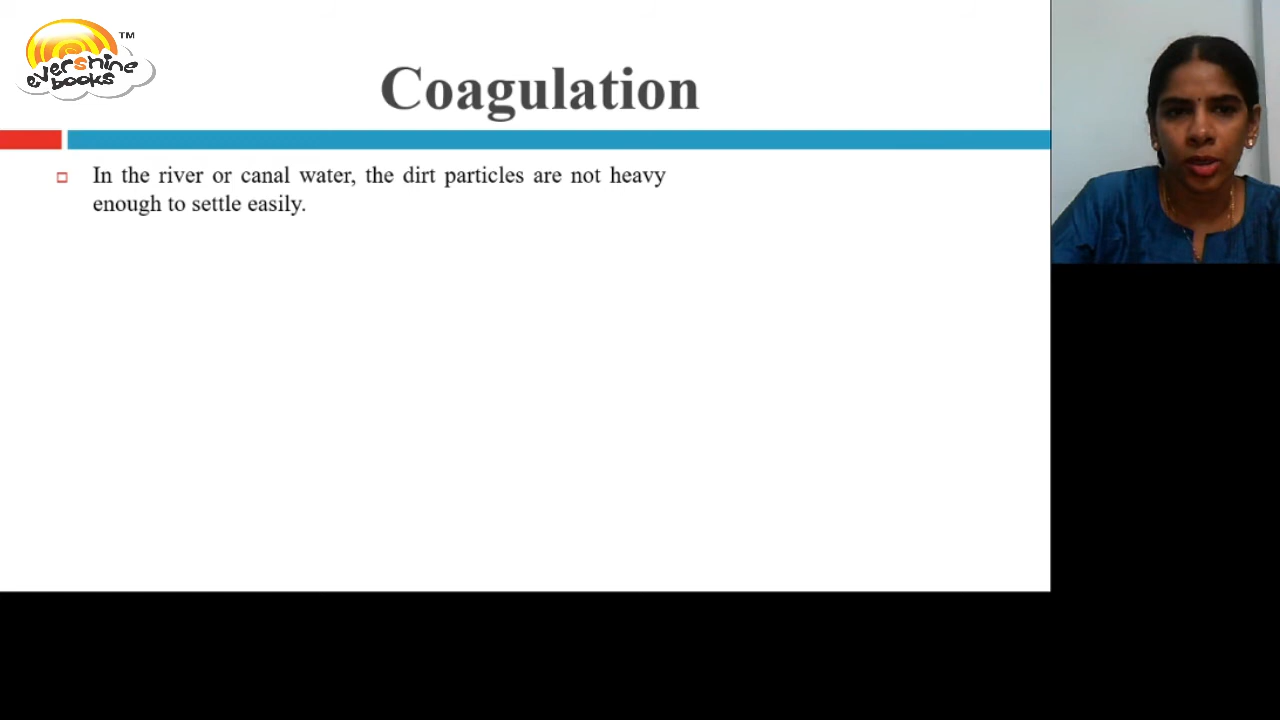 evershine
books
TM
Coagulation
In the river or canal water, the dirt particles are not heavy
enough to settle easily.